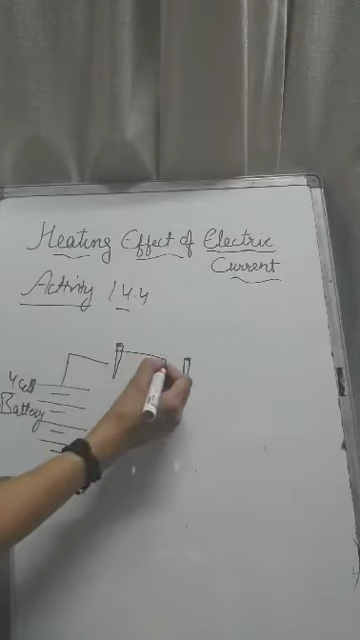 Heating Effect of Electric
Current
Activity 14.4
4 Cell
Battery